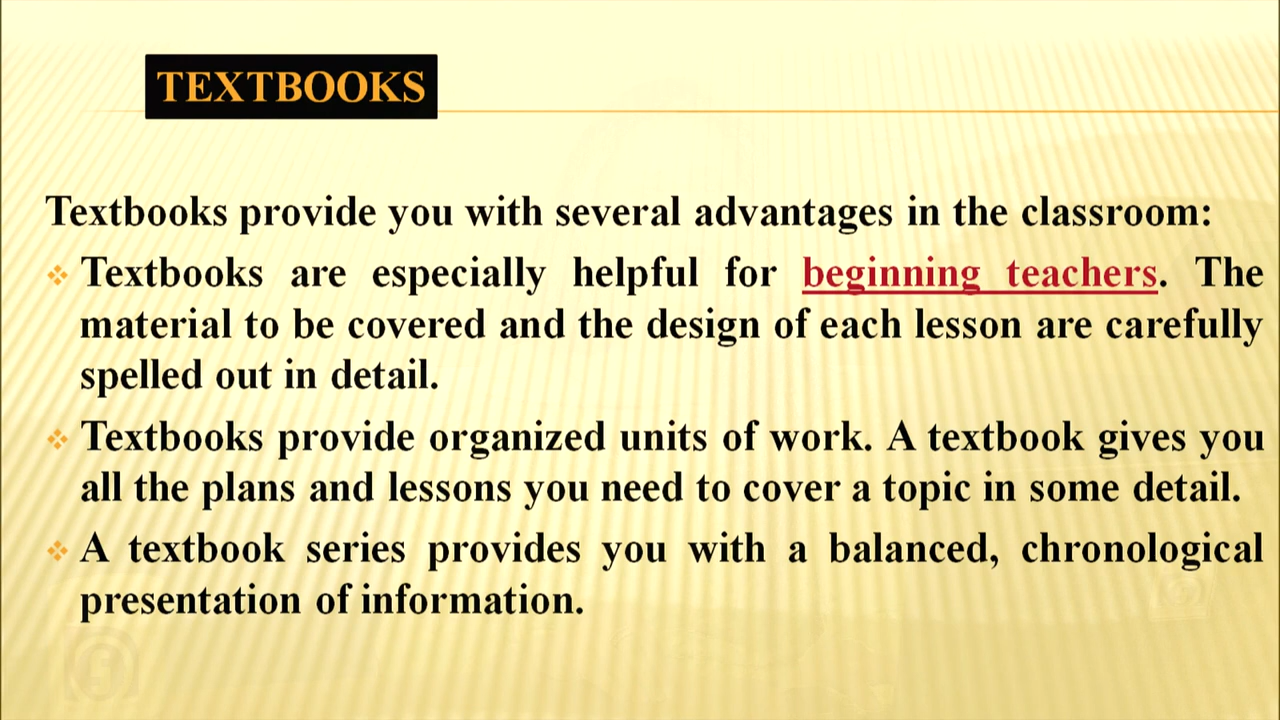 TEXTBOOKS
Textbooks provide you with several advantages in the classroom:
Textbooks are especially helpful for beginning teachers. The
material to be covered and the design of each lesson are carefully
spelled out in detail.
Textbooks provide organized units of work. A textbook gives you
all the plans and lessons you need to cover a topic in some detail.
A textbook series provides you with a balanced, chronological
presentation of information.